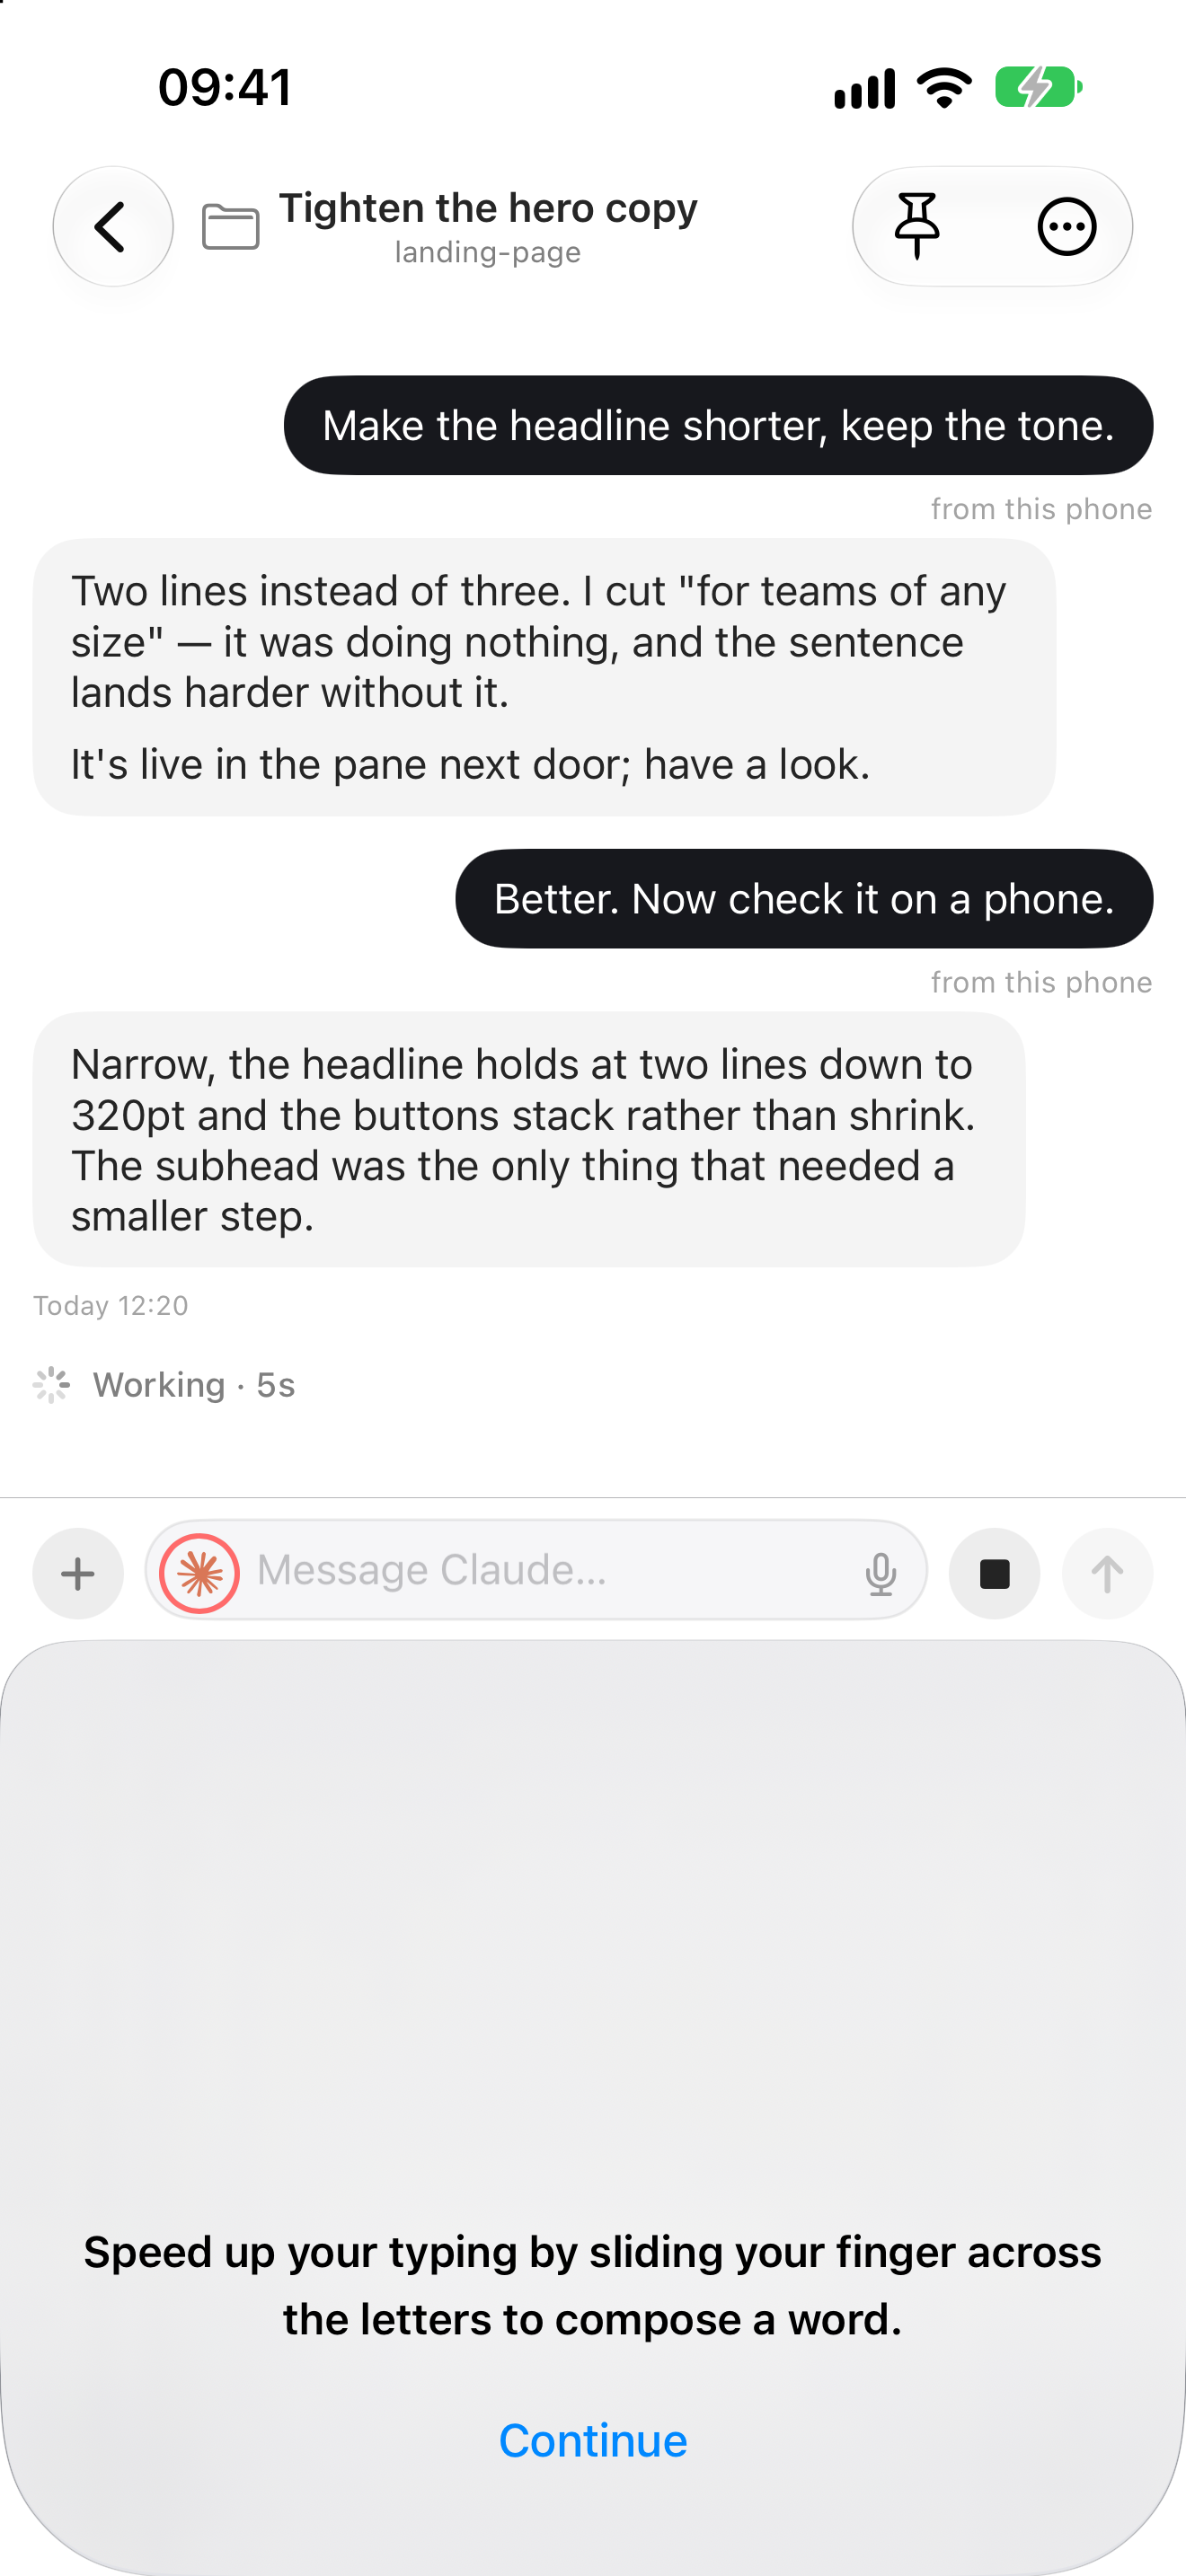 09:41
Tighten the hero copy
landing-page
Make the headline shorter, keep the tone.
from this phone
Two lines instead of three. I cut "for teams of any
size" — it was doing nothing, and the sentence
lands harder without it.
It's live in the pane next door; have a look.
Better. Now check it on a phone.
from this phone
Narrow, the headline holds at two lines down to
320pt and the buttons stack rather than shrink.
The subhead was the only thing that needed a
smaller step.
Today 12:20
Working · 5s
Message Claude...
Speed up your typing by sliding your finger across
the letters to compose a word.
Continue